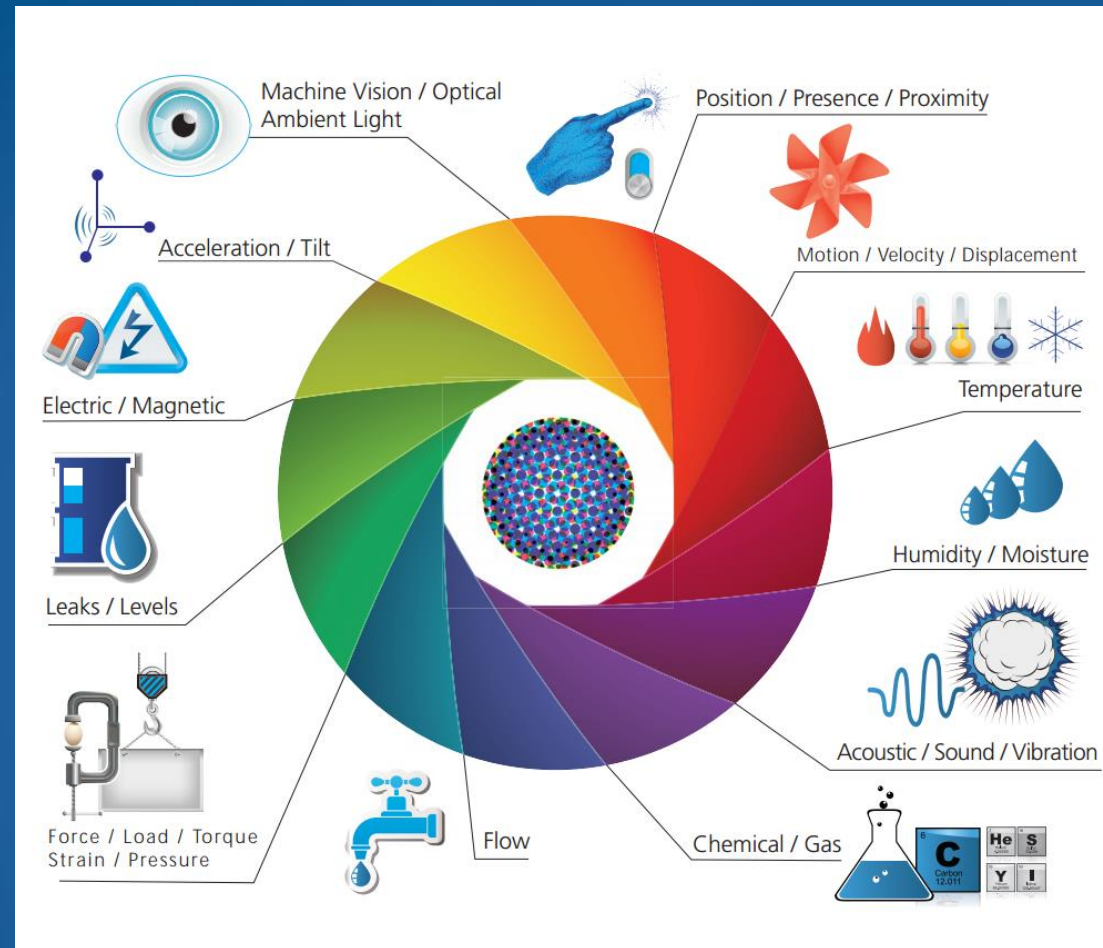 Machine Vision / Optical
Ambient Light
Position / Presence / Proximity
Acceleration / Tilt
Motion / Velocity / Displacement
Electric / Magnetic
Temperature
Humidity / Moisture
Leaks / Levels
Acoustic / Sound / Vibration
Force / Load / Torque
Strain / Pressure
Flow
Chemical / Gas
6
C
Carbon
12.011
He
S
Y
I